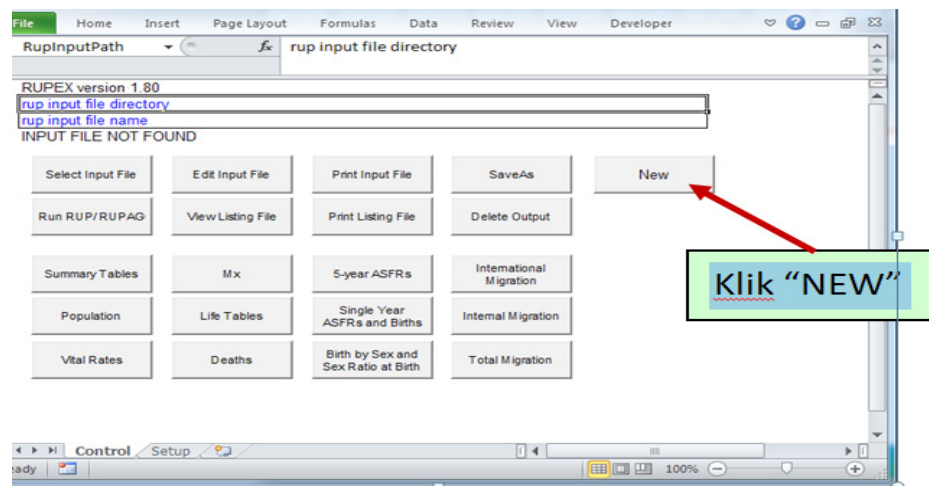 File Home Insert Page Layout Formulas Data Review View Developer
RupInputPath fx rup input file directory
RUPEX version 1.80
rup input file directory
rup input file name
INPUT FILE NOT FOUND
Select Input File Edit Input File Print Input File SaveAs New
Run RUP/RUPAG View Listing File Print Listing File Delete Output
Klik “NEW”
Summary Tables Mx 5-year ASFRs International Migration
Population Life Tables Single Year ASFRs and Births Internal Migration
Vital Rates Deaths Birth by Sex and Sex Ratio at Birth Total Migration
Control Setup
eady 100%